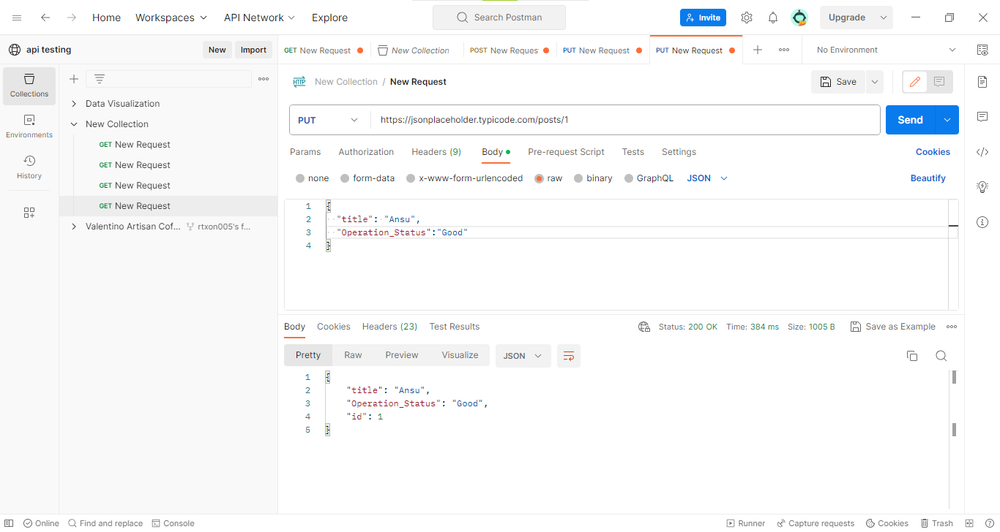 Home Workspaces API Network Explore Search Postman Invite Upgrade
api testing New Import GET New Request New Collection POST New Reques PUT New Request PUT New Request No Environment
Collections
Environments
History
Data Visualization
New Collection
GET New Request
GET New Request
GET New Request
GET New Request
Valentino Artisan Cof... rtxon005's f...
HTTP New Collection / New Request Save
PUT https://jsonplaceholder.typicode.com/posts/1 Send
Params Authorization Headers (9) Body Pre-request Script Tests Settings Cookies
none form-data x-www-form-urlencoded raw binary GraphQL JSON Beautify
1 {
2 "title": "Ansu",
3 "Operation_Status":"Good"
4 }
Body Cookies Headers (23) Test Results Status: 200 OK Time: 384 ms Size: 1005 B Save as Example
Pretty Raw Preview Visualize JSON
1 {
2 "title": "Ansu",
3 "Operation_Status": "Good",
4 "id": 1
5 }
Online Find and replace Console Runner Capture requests Cookies Trash